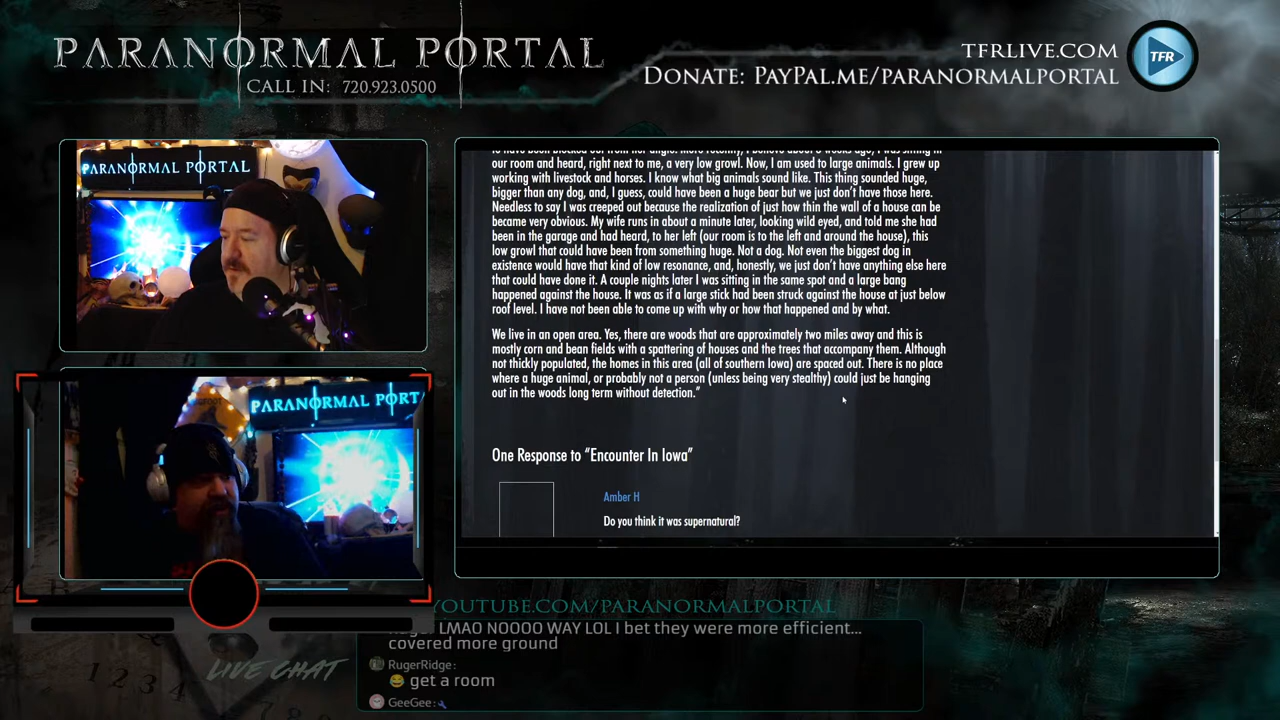 PARANORMAL PORTAL
CALL IN: 720.923.0500
TFRLIVE.COM
DONATE: PAYPAL.ME/PARANORMALPORTAL
TFR
PARANORMAL PORTAL
PARANORMAL PORT
our room and heard, right next to me, a very low growl. Now, I am used to large animals. I grew up
working with livestock and horses. I know what big animals sound like. This thing sounded huge,
bigger than any dog, and, I guess, could have been a huge bear but we just don't have those here.
Needless to say I was creeped out because the realization of just how thin the wall of a house can be
became very obvious. My wife runs in about a minute later, looking wild eyed, and told me she had
been in the garage and had heard, to her left (our room is to the left and around the house), this
low growl that could have been from something huge. Not a dog. Not even the biggest dog in
existence would have that kind of low resonance, and, honestly, we just don't have anything else here
that could have done it. A couple nights later I was sitting in the same spot and a large bang
happened against the house. It was as if a large stick had been struck against the house at just below
roof level. I have not been able to come up with why or how that happened and by what.
We live in an open area. Yes, there are woods that are approximately two miles away and this is
mostly corn and bean fields with a spattering of houses and the trees that accompany them. Although
not thickly populated, the homes in this area (all of southern Iowa) are spaced out. There is no place
where a huge animal, or probably not a person (unless being very stealthy) could just be hanging
out in the woods long term without detection."
One Response to "Encounter In Iowa"
Amber H
Do you think it was supernatural?
YOUTUBE.COM/PARANORMALPORTAL
LMAO NOOOO WAY LOL I bet they were more efficient...
covered more ground
RugerRidge:
😂 get a room
GeeGee:
LIVE CHAT
1 2 3 4